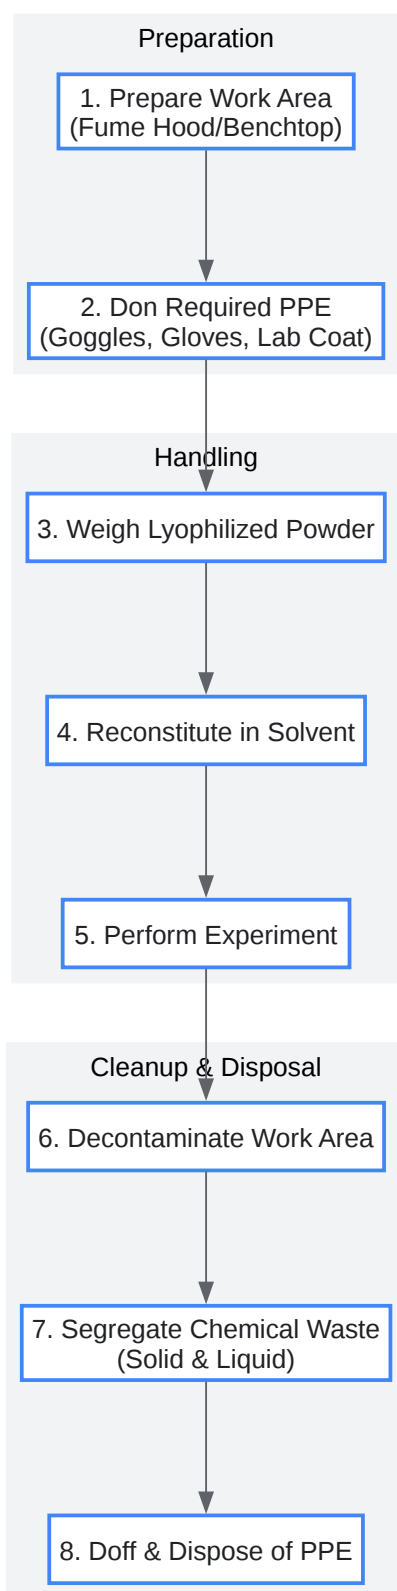 Preparation
1. Prepare Work Area
(Fume Hood/Benchtop)
2. Don Required PPE
(Goggles, Gloves, Lab Coat)
Handling
3. Weigh Lyophilized Powder
4. Reconstitute in Solvent
5. Perform Experiment
Cleanup & Disposal
6. Decontaminate Work Area
7. Segregate Chemical Waste
(Solid & Liquid)
8. Doff & Dispose of PPE